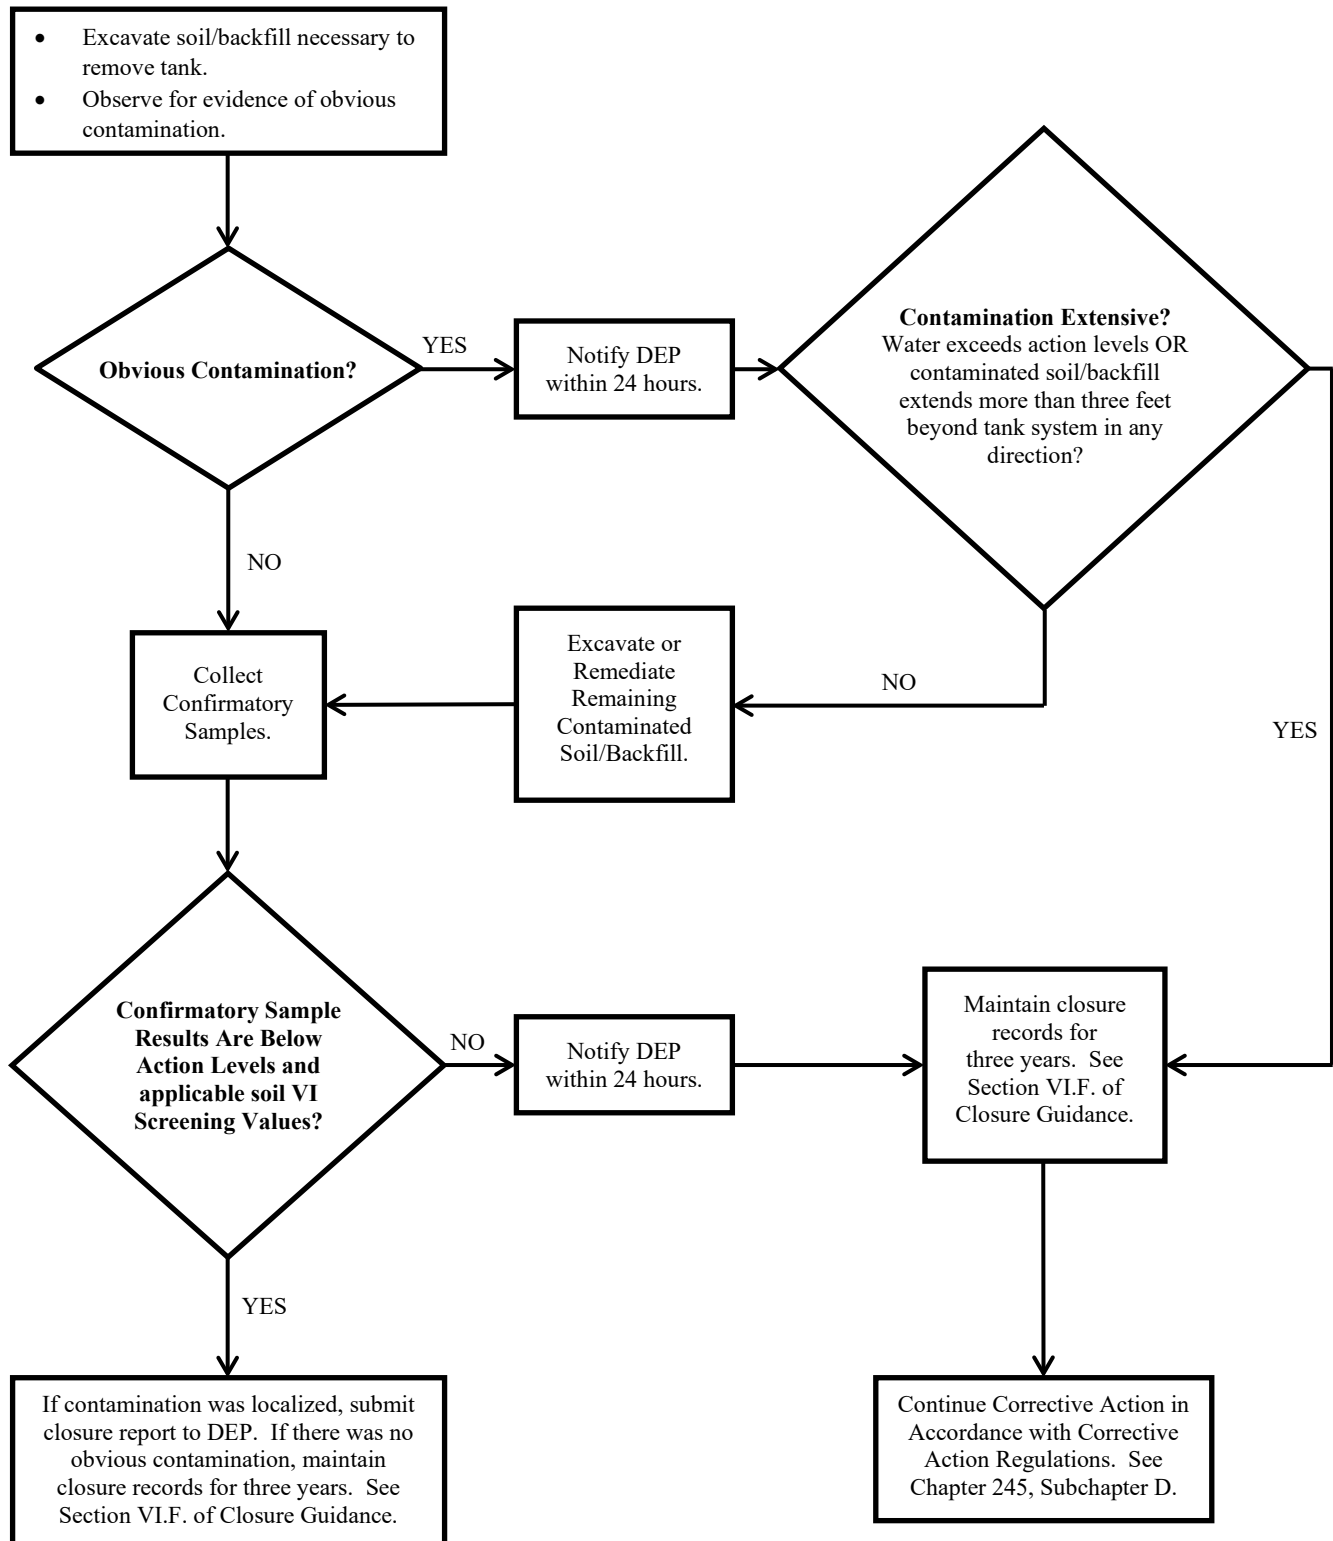 • Excavate soil/backfill necessary to
remove tank.
• Observe for evidence of obvious
contamination.
Obvious Contamination?
YES
Notify DEP
within 24 hours.
Contamination Extensive?
Water exceeds action levels OR
contaminated soil/backfill
extends more than three feet
beyond tank system in any
direction?
NO
Collect
Confirmatory
Samples.
Excavate or
Remediate
Remaining
Contaminated
Soil/Backfill.
NO
YES
Confirmatory Sample
Results Are Below
Action Levels and
applicable soil VI
Screening Values?
NO
Notify DEP
within 24 hours.
Maintain closure
records for
three years. See
Section VI.F. of
Closure Guidance.
YES
If contamination was localized, submit
closure report to DEP. If there was no
obvious contamination, maintain
closure records for three years. See
Section VI.F. of Closure Guidance.
Continue Corrective Action in
Accordance with Corrective
Action Regulations. See
Chapter 245, Subchapter D.